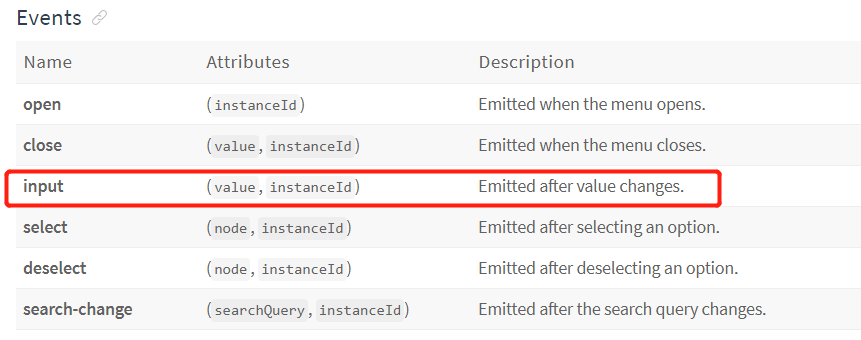 Events
Name Attributes Description
open (instanceId) Emitted when the menu opens.
close (value, instanceId) Emitted when the menu closes.
input (value, instanceId) Emitted after value changes.
select (node, instanceId) Emitted after selecting an option.
deselect (node, instanceId) Emitted after deselecting an option.
search-change (searchQuery, instanceId) Emitted after the search query changes.